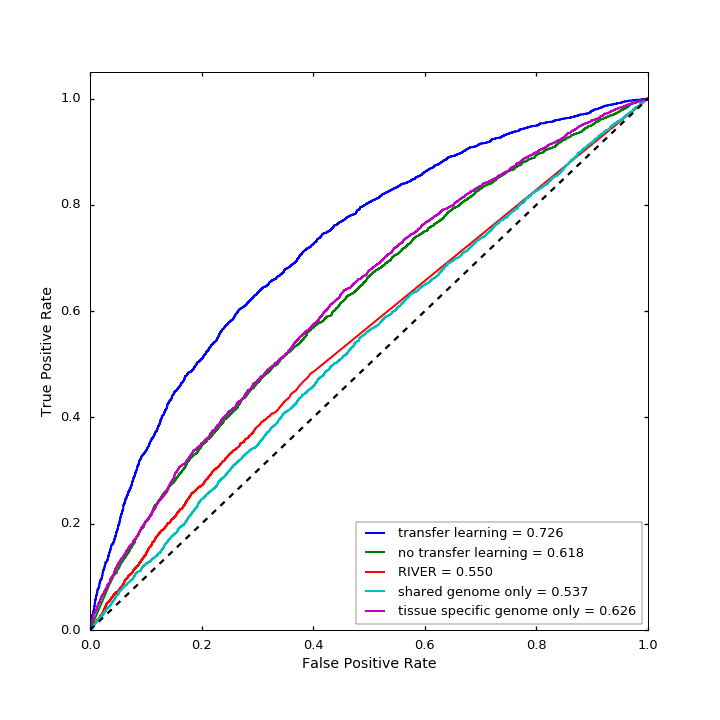 1.0
0.8
0.6
0.4
0.2
0.0
True Positive Rate
transfer learning = 0.726
no transfer learning = 0.618
RIVER = 0.550
shared genome only = 0.537
tissue specific genome only = 0.626
0.0 0.2 0.4 0.6 0.8 1.0
False Positive Rate